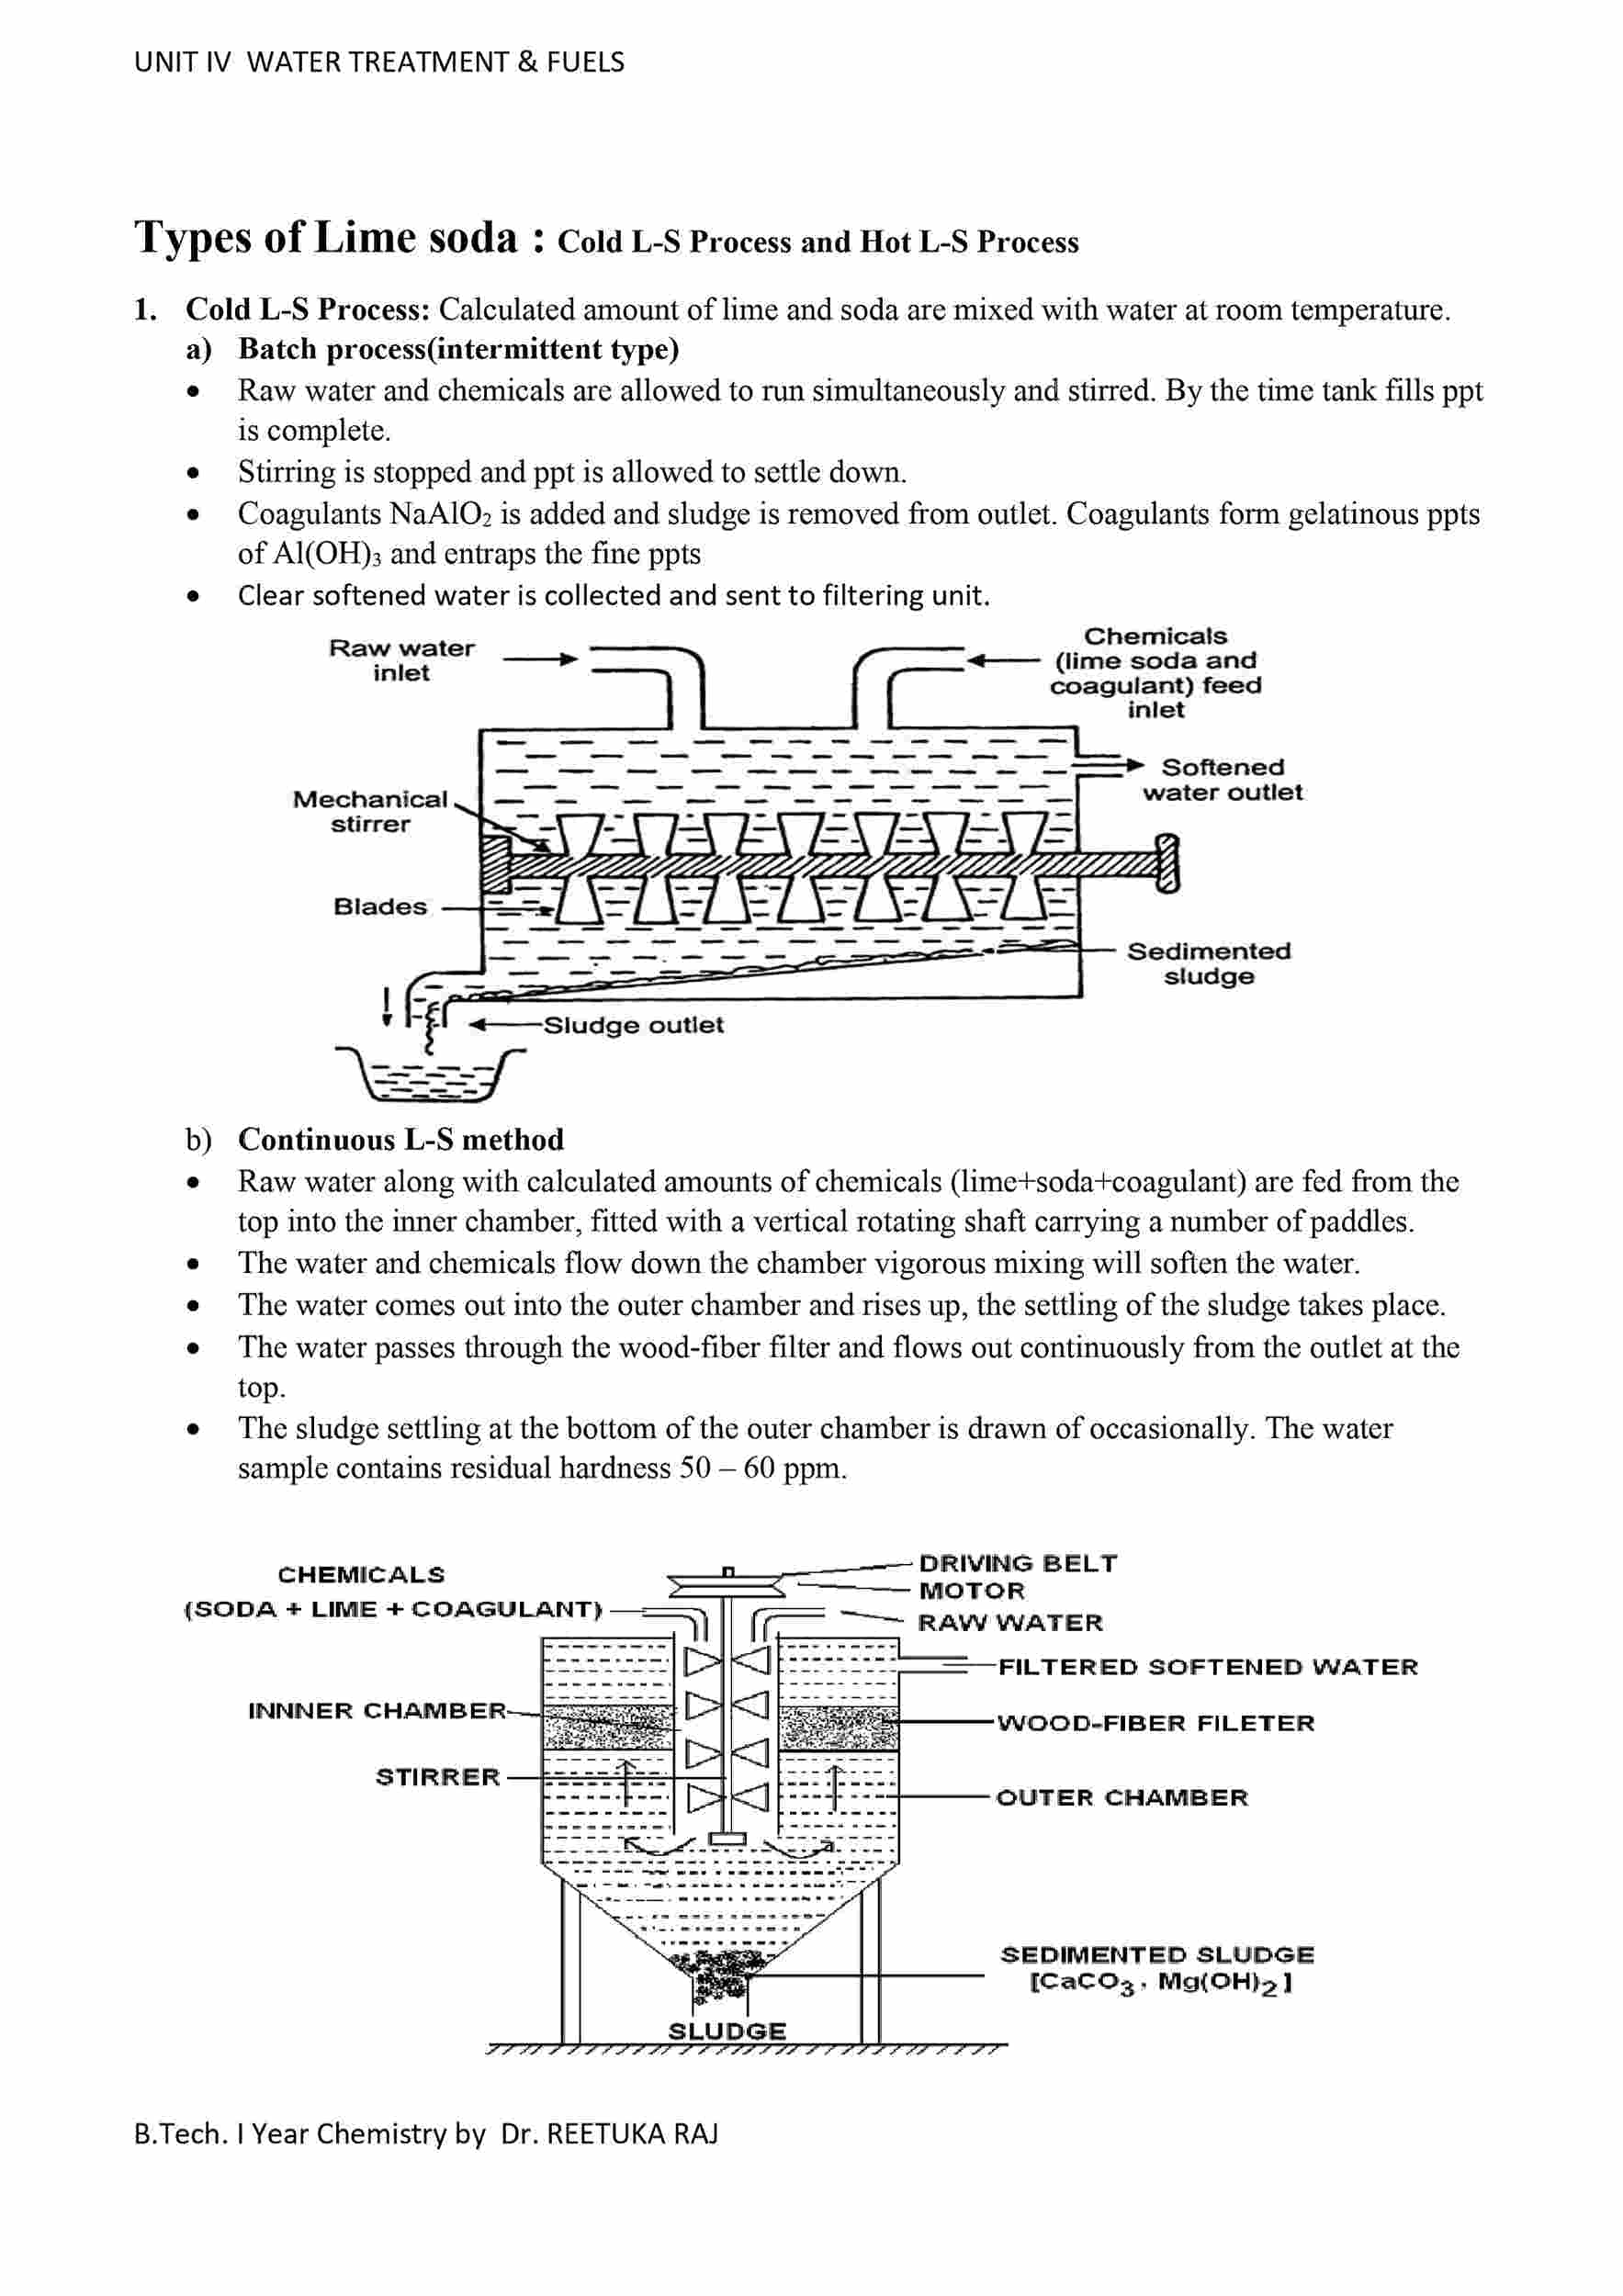 UNIT IV  WATER TREATMENT & FUELS
Types of Lime soda : Cold L-S Process and Hot L-S Process
1. Cold L-S Process: Calculated amount of lime and soda are mixed with water at room temperature.
a) Batch process(intermittent type)
• Raw water and chemicals are allowed to run simultaneously and stirred. By the time tank fills ppt
is complete.
• Stirring is stopped and ppt is allowed to settle down.
• Coagulants NaAlO₂ is added and sludge is removed from outlet. Coagulants form gelatinous ppts
of Al(OH)₃ and entraps the fine ppts
• Clear softened water is collected and sent to filtering unit.
Raw water
inlet
Chemicals
(lime soda and
coagulant) feed
inlet
Softened
water outlet
Mechanical
stirrer
Blades
Sedimented
sludge
Sludge outlet
b) Continuous L-S method
• Raw water along with calculated amounts of chemicals (lime+soda+coagulant) are fed from the
top into the inner chamber, fitted with a vertical rotating shaft carrying a number of paddles.
• The water and chemicals flow down the chamber vigorous mixing will soften the water.
• The water comes out into the outer chamber and rises up, the settling of the sludge takes place.
• The water passes through the wood-fiber filter and flows out continuously from the outlet at the
top.
• The sludge settling at the bottom of the outer chamber is drawn of occasionally. The water
sample contains residual hardness 50 – 60 ppm.
CHEMICALS
(SODA + LIME + COAGULANT)
DRIVING BELT
MOTOR
RAW WATER
FILTERED SOFTENED WATER
INNNER CHAMBER
WOOD-FIBER FILETER
STIRRER
OUTER CHAMBER
SEDIMENTED SLUDGE
[CaCO₃, Mg(OH)₂]
SLUDGE
B.Tech. I Year Chemistry by  Dr. REETUKA RAJ